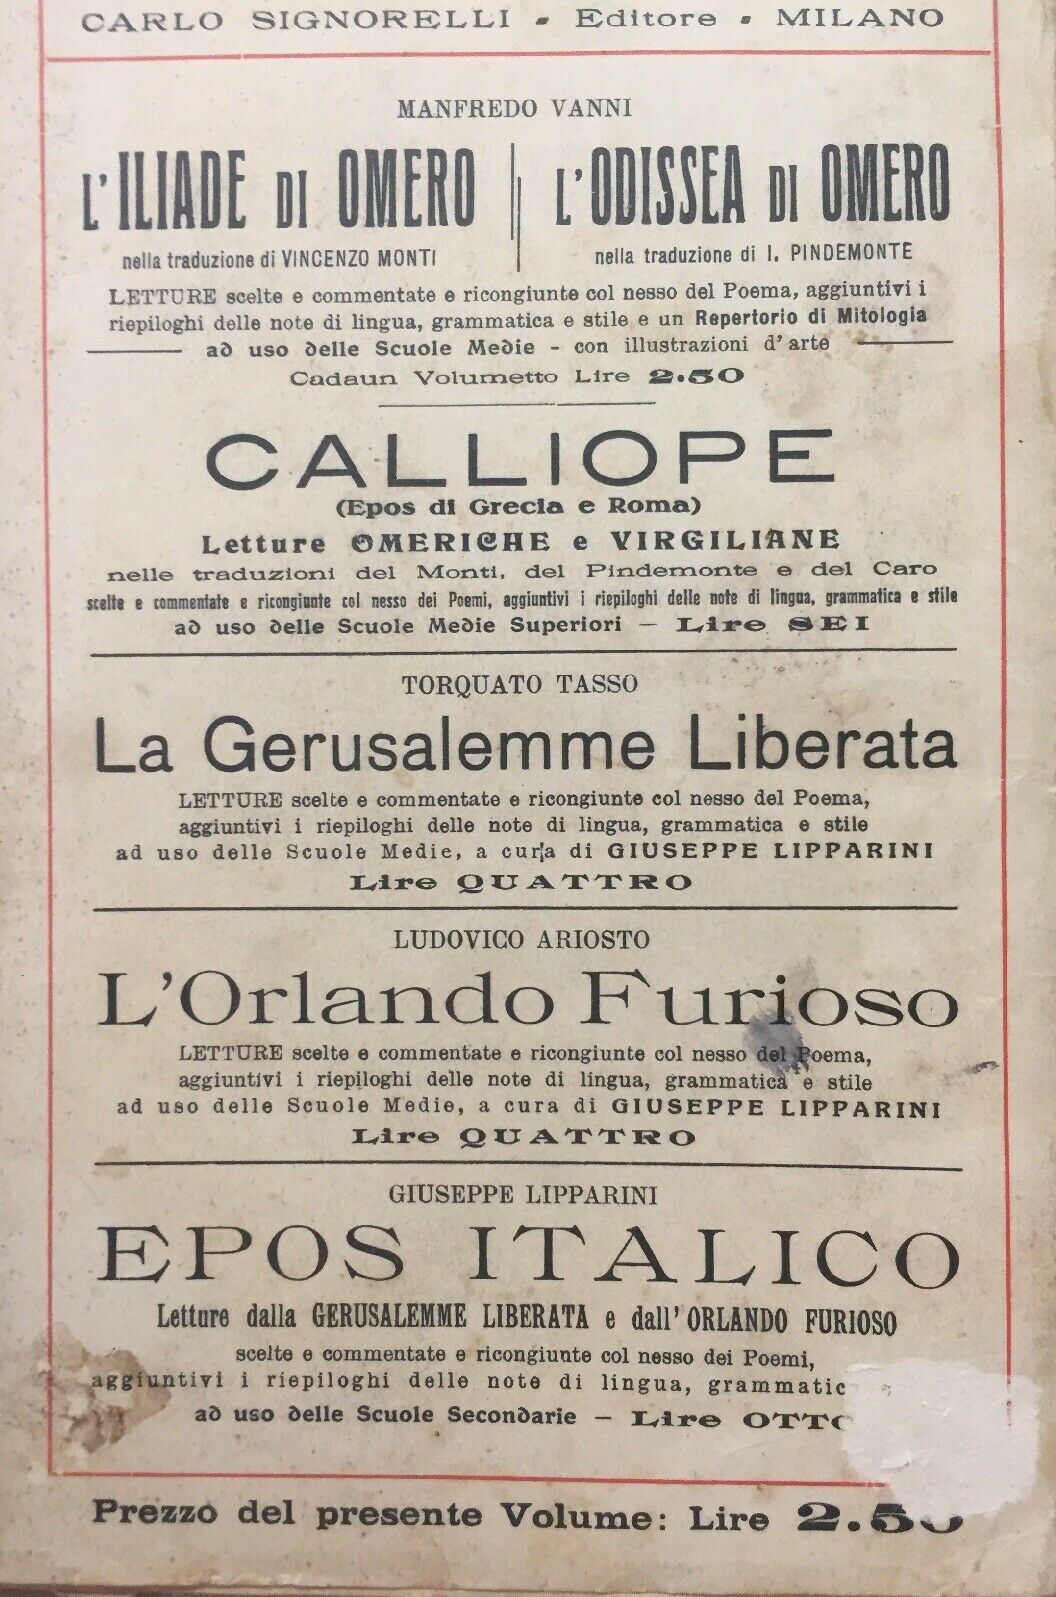 CARLO SIGNORELLI - Editore - MILANO
MANFREDO VANNI
L'ILIADE DI OMERO
nella traduzione di VINCENZO MONTI
L'ODISSEA DI OMERO
nella traduzione di I. PINDEMONTE
LETTURE scelte e commentate e ricongiunte col nesso del Poema, aggiuntivi i
riepiloghi delle note di lingua, grammatica e stile e un Repertorio di Mitologia
ad uso delle Scuole Medie - con illustrazioni d'arte
Cadaun Volumetto Lire 2.50
CALLIOPE
(Epos di Grecia e Roma)
Letture OMERICHE e VIRGILIANE
nelle traduzioni del Monti, del Pindemonte e del Caro
scelte e commentate e ricongiunte col nesso dei Poemi, aggiuntivi i riepiloghi delle note di lingua, grammatica e stile
ad uso delle Scuole Medie Superiori — Lire SEI
TORQUATO TASSO
La Gerusalemme Liberata
LETTURE scelte e commentate e ricongiunte col nesso del Poema,
aggiuntivi i riepiloghi delle note di lingua, grammatica e stile
ad uso delle Scuole Medie, a cura di GIUSEPPE LIPPARINI
Lire QUATTRO
LUDOVICO ARIOSTO
L'Orlando Furioso
LETTURE scelte e commentate e ricongiunte col nesso del Poema,
aggiuntivi i riepiloghi delle note di lingua, grammatica e stile
ad uso delle Scuole Medie, a cura di GIUSEPPE LIPPARINI
Lire QUATTRO
GIUSEPPE LIPPARINI
EPOS ITALICO
Letture dalla GERUSALEMME LIBERATA e dall'ORLANDO FURIOSO
scelte e commentate e ricongiunte col nesso dei Poemi,
aggiuntivi i riepiloghi delle note di lingua, grammatic
ad uso delle Scuole Secondarie — Lire OTTO
Prezzo del presente Volume: Lire 2.50